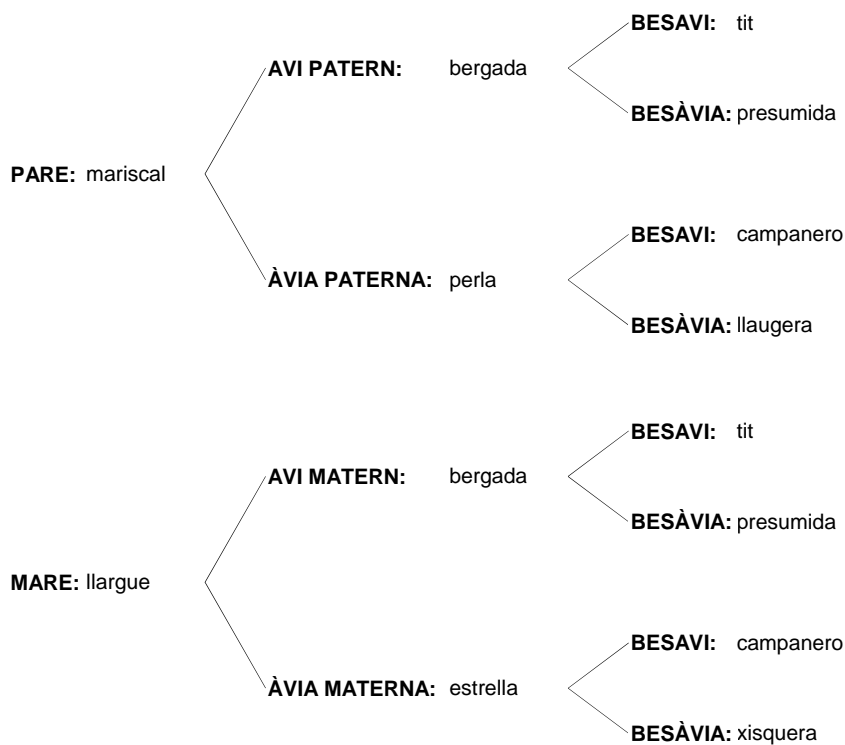 BESAVI: tit
AVI PATERN: bergada
BESÀVIA: presumida
PARE: mariscal
BESAVI: campanero
ÀVIA PATERNA: perla
BESÀVIA: llaugera
BESAVI: tit
AVI MATERN: bergada
BESÀVIA: presumida
MARE: llargue
BESAVI: campanero
ÀVIA MATERNA: estrella
BESÀVIA: xisquera